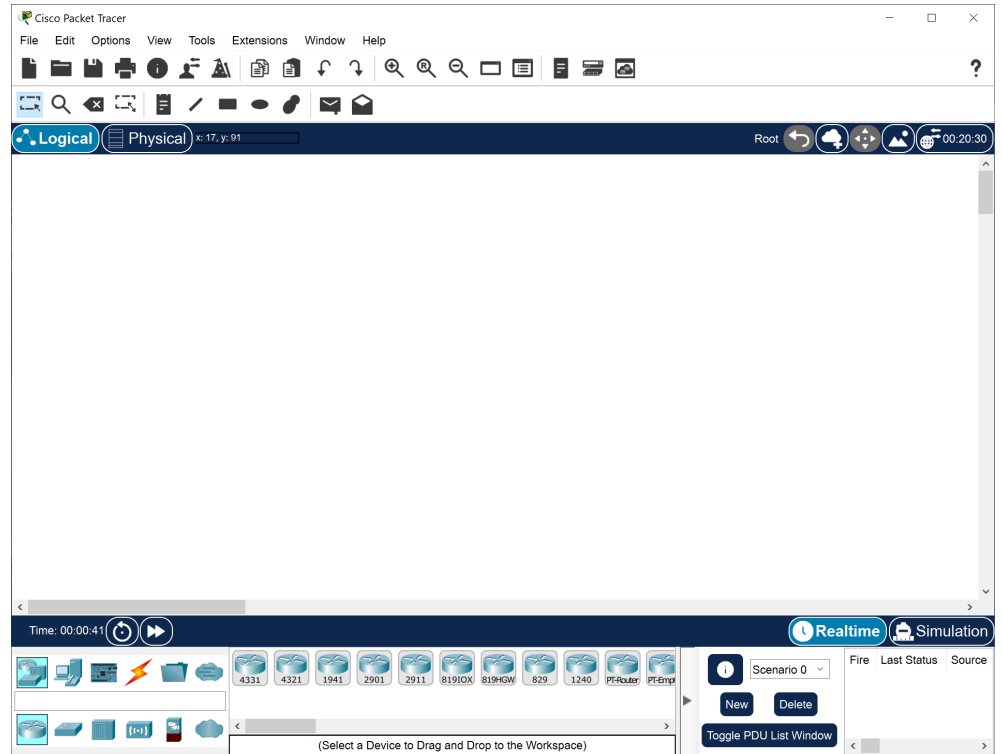 Cisco Packet Tracer
File Edit Options View Tools Extensions Window Help
Logical Physical x: 17, y: 91 Root 00:20:30
Time: 00:00:41 Realtime Simulation
4331 4321 1941 2901 2911 819IOX 819HGW 829 1240 PT-Router PT-Empt
Scenario 0 Fire Last Status Source
New Delete
Toggle PDU List Window
(Select a Device to Drag and Drop to the Workspace)